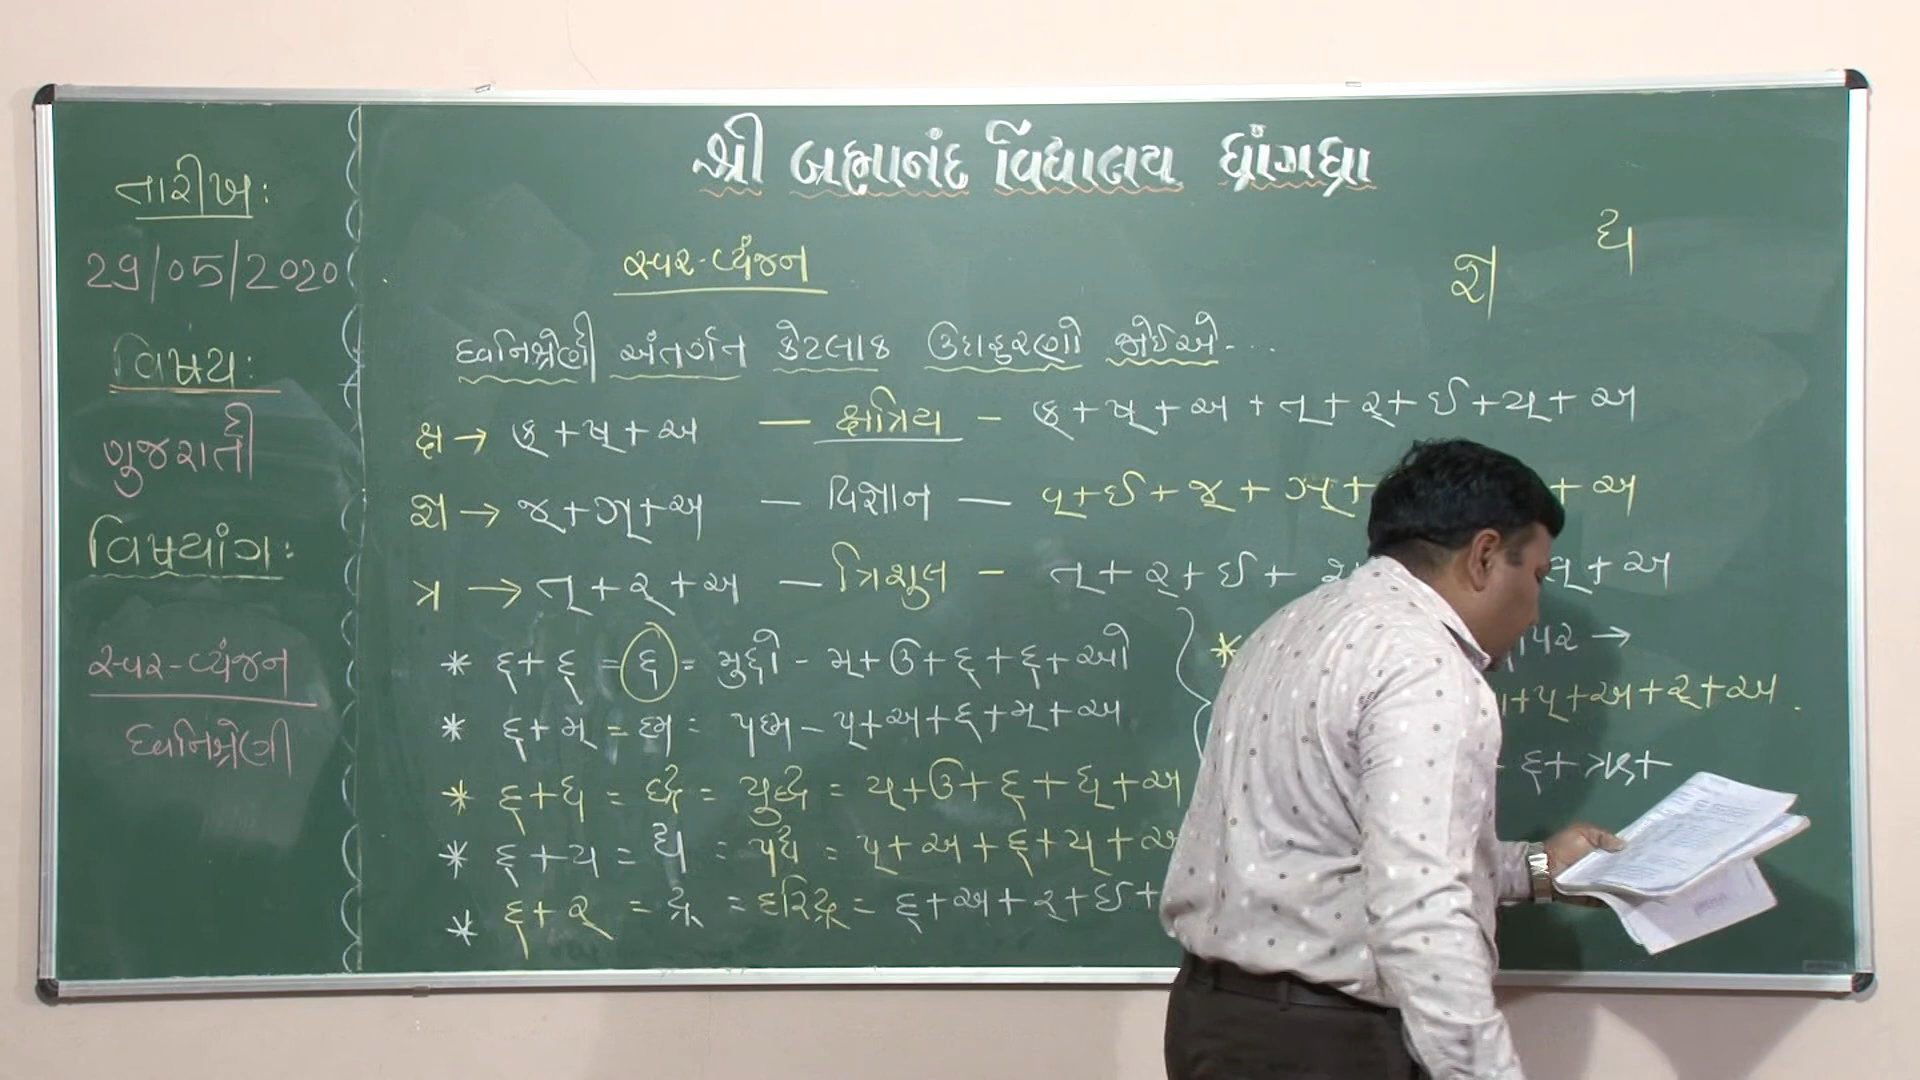 તારીખ:
29/05/2020
વિષય:
ગુજરાતી
વિષયાંગ:
સ્વર-વ્યંજન
ધ્વનિશ્રેણી
શ્રી બ્રહ્માનંદ વિદ્યાલય ધ્રાંગધ્રા
સ્વર-વ્યંજન
જ્ઞ ઘ
ધ્વનિશ્રેણી અંતર્ગત કેટલાક ઉદાહરણો જોઈએ...
ક્ષ → ક્+ષ્+અ — ક્ષત્રિય - ક્+ષ્+અ+ત્+ર્+ઈ+ય્+અ
જ્ઞ → જ્+ઞ્+અ — વિજ્ઞાન — વ્+ઈ+જ્+ઞ્+ +અ
ત્ર → ત્+ર્+અ — ત્રિશુલ - ત્+ર્+ઈ+ લ્+અ
* દ્+દ્ = દ્દ = મુદ્દો - મ્+ઉ+દ્+દ્+ઓ
* દ્+મ્ = દ્મ = પદ્મ - પ્+અ+દ્+મ્+અ
* દ્+ધ્ = દ્ધ = યુદ્ધ = ય્+ઉ+દ્+ધ્+અ
* દ્+ય = દ્ય = પદ્ય = પ્+અ+દ્+ય્+અ
* દ્+ર્ = દ્ર = હરિદ્ર = હ્+અ+ર્+ઈ+
* પર →
+પ્+અ+ર્+અ.
દ્+ +